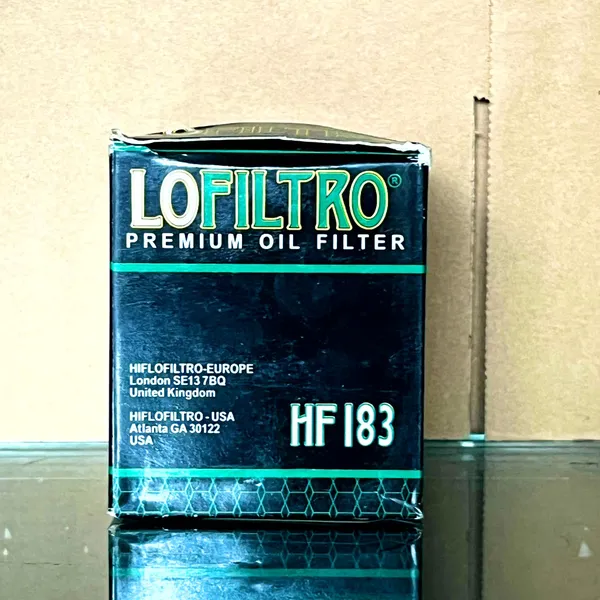 LOFILTRO®
PREMIUM OIL FILTER
HIFLOFILTRO-EUROPE
London SE13 7BQ
United Kingdom
HIFLOFILTRO - USA
Atlanta GA 30122
USA
HF183